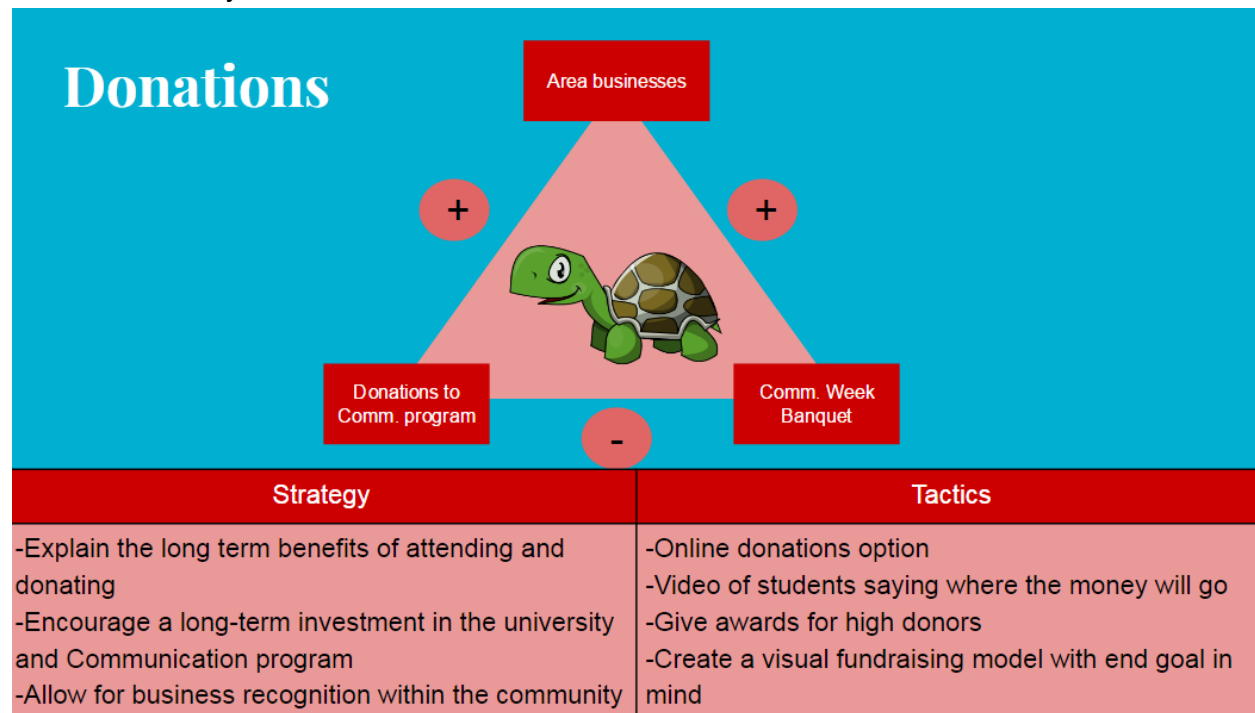 Donations
Area businesses
+
+
Donations to
Comm. program
Comm. Week
Banquet
-
Strategy
-Explain the long term benefits of attending and
donating
-Encourage a long-term investment in the university
and Communication program
-Allow for business recognition within the community
Tactics
-Online donations option
-Video of students saying where the money will go
-Give awards for high donors
-Create a visual fundraising model with end goal in
mind